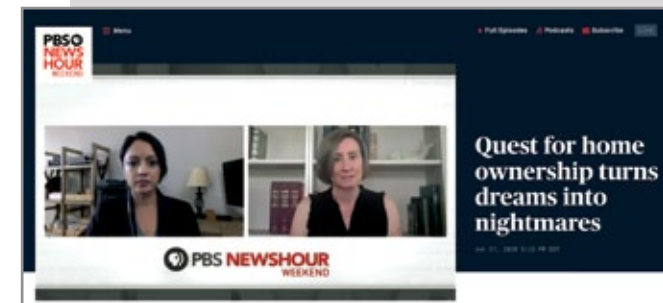 PBS
NEWS
HOUR
WEEKEND
Menu
Full Episodes Podcasts Subscribe
PBS NEWSHOUR
WEEKEND
Quest for home
ownership turns
dreams into
nightmares